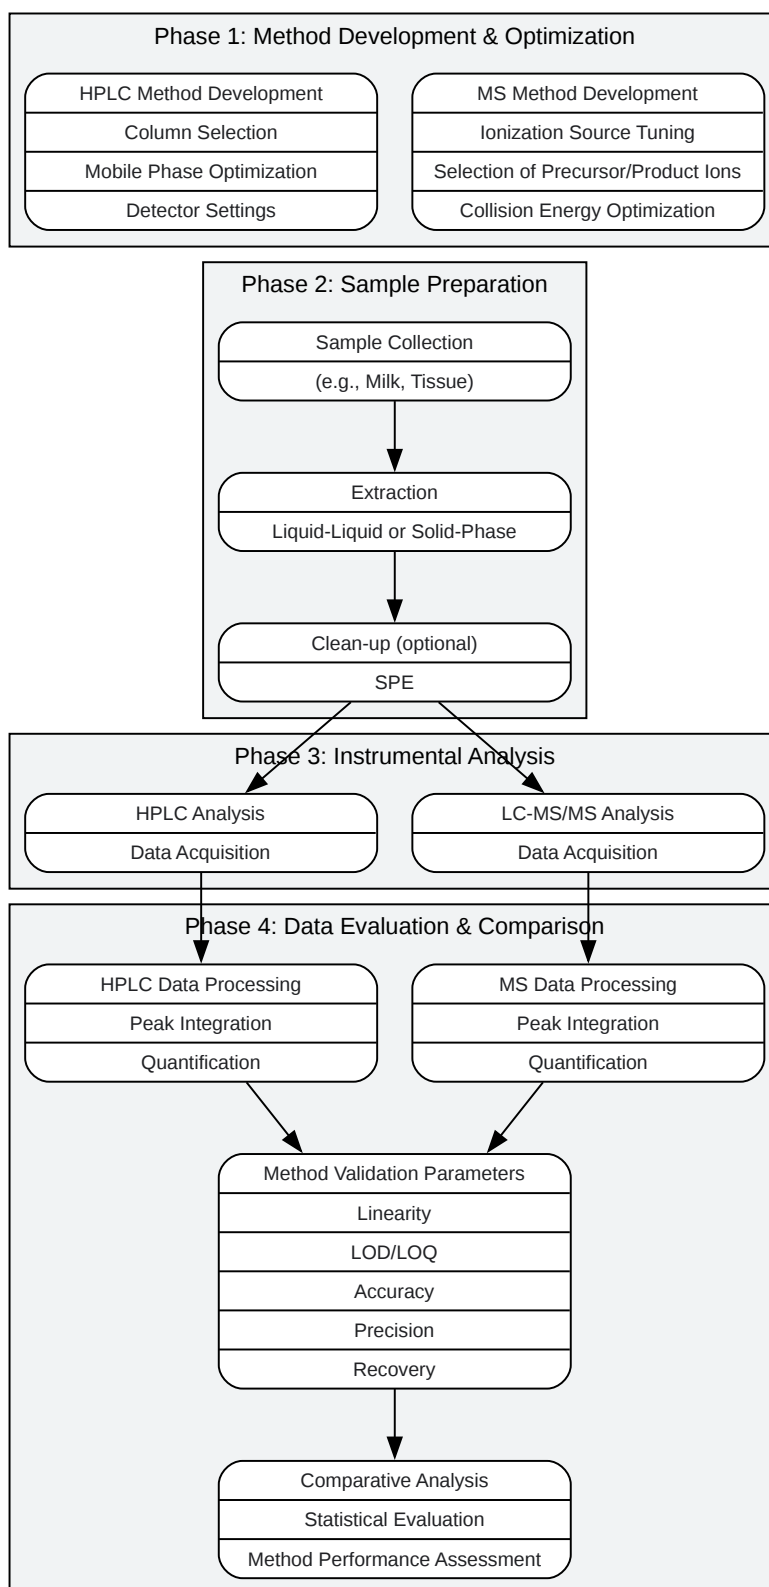 Phase 1: Method Development & Optimization
HPLC Method Development
Column Selection
Mobile Phase Optimization
Detector Settings
MS Method Development
Ionization Source Tuning
Selection of Precursor/Product Ions
Collision Energy Optimization
Phase 2: Sample Preparation
Sample Collection
(e.g., Milk, Tissue)
Extraction
Liquid-Liquid or Solid-Phase
Clean-up (optional)
SPE
Phase 3: Instrumental Analysis
HPLC Analysis
Data Acquisition
LC-MS/MS Analysis
Data Acquisition
Phase 4: Data Evaluation & Comparison
HPLC Data Processing
Peak Integration
Quantification
MS Data Processing
Peak Integration
Quantification
Method Validation Parameters
Linearity
LOD/LOQ
Accuracy
Precision
Recovery
Comparative Analysis
Statistical Evaluation
Method Performance Assessment